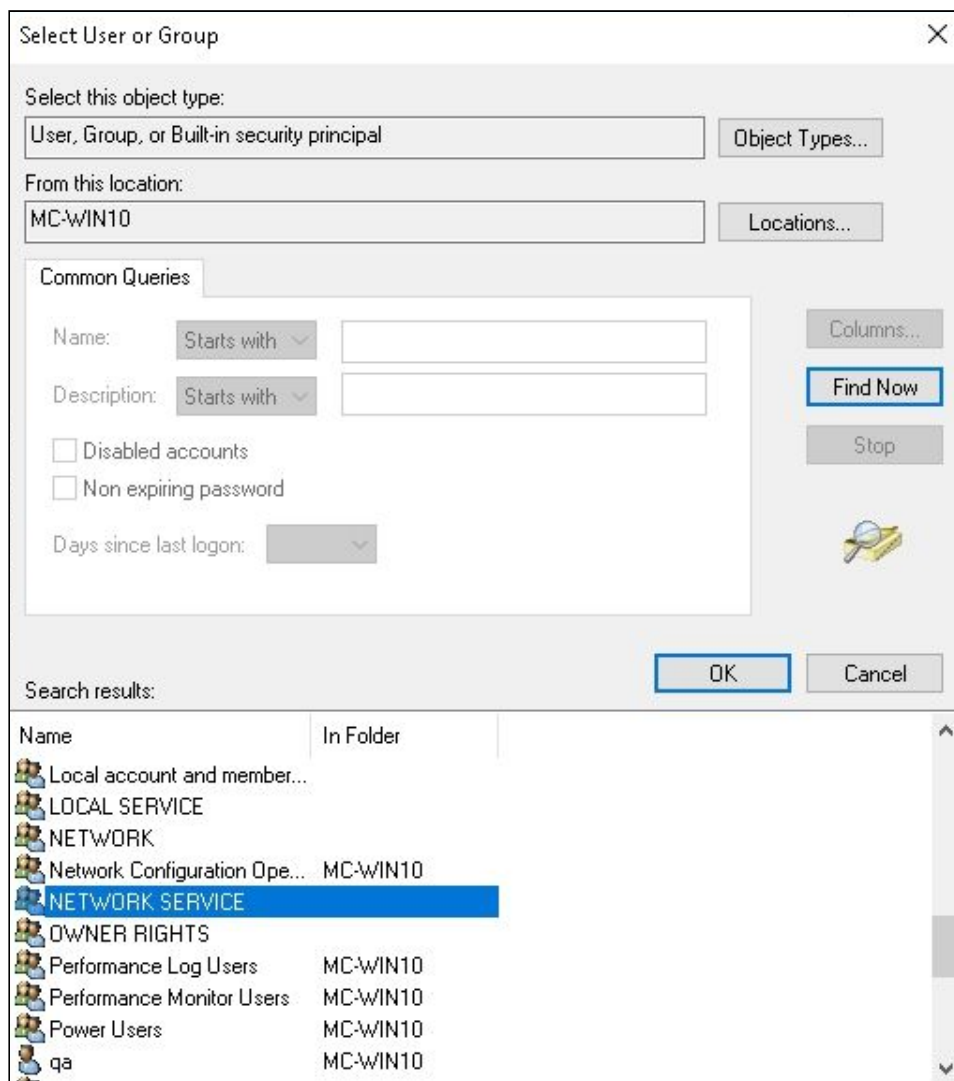 Select User or Group
Select this object type:
User, Group, or Built-in security principal
Object Types...
From this location:
MC-WIN10
Locations...
Common Queries
Name:
Starts with
Columns...
Description:
Starts with
Find Now
Disabled accounts
Stop
Non expiring password
Days since last logon:
OK
Cancel
Search results:
Name
In Folder
Local account and member...
LOCAL SERVICE
NETWORK
Network Configuration Ope... MC-WIN10
NETWORK SERVICE
OWNER RIGHTS
Performance Log Users MC-WIN10
Performance Monitor Users MC-WIN10
Power Users MC-WIN10
qa MC-WIN10